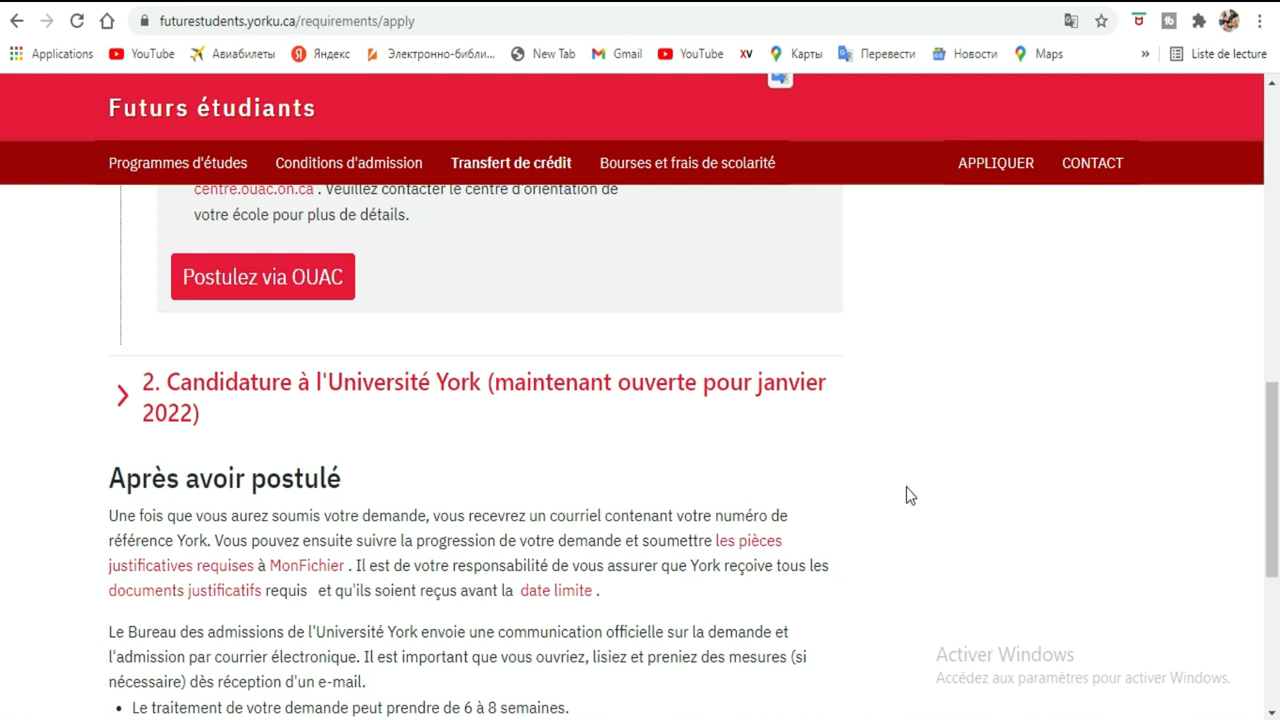 futurestudents.yorku.ca/requirements/apply
Applications YouTube Авиабилеты Яндекс Электронно-библи... New Tab Gmail YouTube XV Карты Перевести Новости Maps » Liste de lecture
Futurs étudiants
Programmes d'études Conditions d'admission Transfert de crédit Bourses et frais de scolarité APPLIQUER CONTACT
centre.ouac.on.ca . Veuillez contacter le centre d'orientation de
votre école pour plus de détails.
Postulez via OUAC
2. Candidature à l'Université York (maintenant ouverte pour janvier
2022)
Après avoir postulé
Une fois que vous aurez soumis votre demande, vous recevrez un courriel contenant votre numéro de
référence York. Vous pouvez ensuite suivre la progression de votre demande et soumettre les pièces
justificatives requises à MonFichier . Il est de votre responsabilité de vous assurer que York reçoive tous les
documents justificatifs requis et qu'ils soient reçus avant la date limite .
Le Bureau des admissions de l'Université York envoie une communication officielle sur la demande et
l'admission par courrier électronique. Il est important que vous ouvriez, lisiez et preniez des mesures (si
nécessaire) dès réception d'un e-mail.
• Le traitement de votre demande peut prendre de 6 à 8 semaines.
Activer Windows
Accédez aux paramètres pour activer Windows.